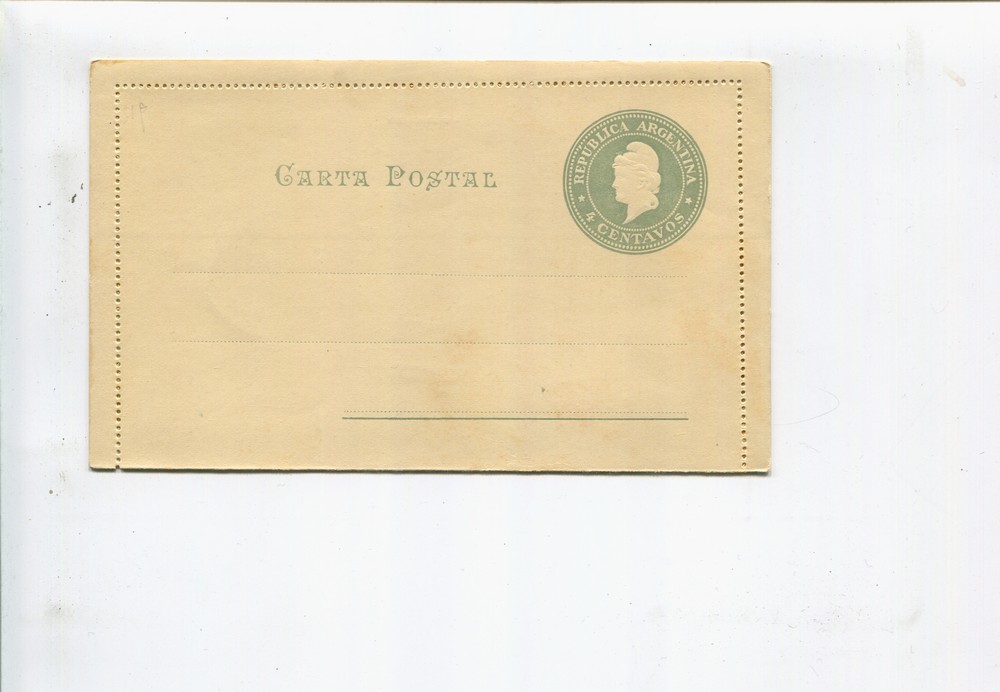 CARTA POSTAL
REPUBLICA ARGENTINA
* 4 CENTAVOS *